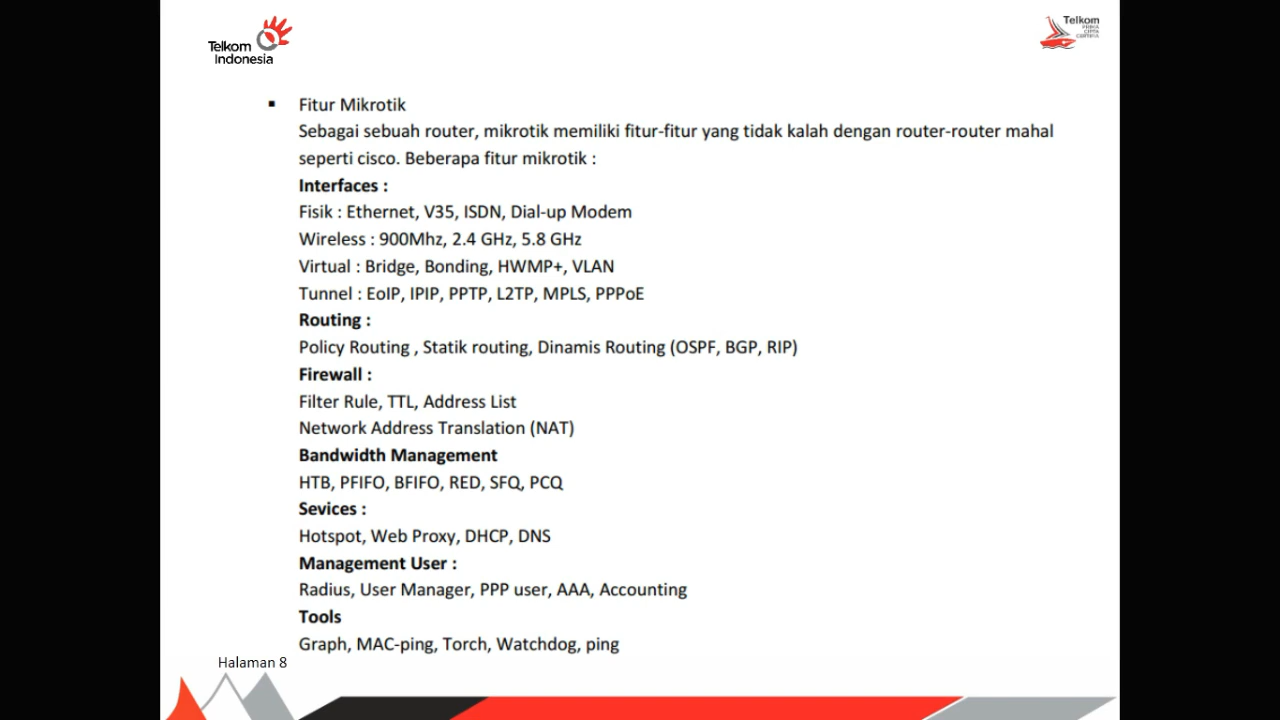 Telkom
Indonesia
Telkom
■ Fitur Mikrotik
Sebagai sebuah router, mikrotik memiliki fitur-fitur yang tidak kalah dengan router-router mahal
seperti cisco. Beberapa fitur mikrotik :
Interfaces :
Fisik : Ethernet, V35, ISDN, Dial-up Modem
Wireless : 900Mhz, 2.4 GHz, 5.8 GHz
Virtual : Bridge, Bonding, HWMP+, VLAN
Tunnel : EoIP, IPIP, PPTP, L2TP, MPLS, PPPoE
Routing :
Policy Routing , Statik routing, Dinamis Routing (OSPF, BGP, RIP)
Firewall :
Filter Rule, TTL, Address List
Network Address Translation (NAT)
Bandwidth Management
HTB, PFIFO, BFIFO, RED, SFQ, PCQ
Sevices :
Hotspot, Web Proxy, DHCP, DNS
Management User :
Radius, User Manager, PPP user, AAA, Accounting
Tools
Graph, MAC-ping, Torch, Watchdog, ping
Halaman 8